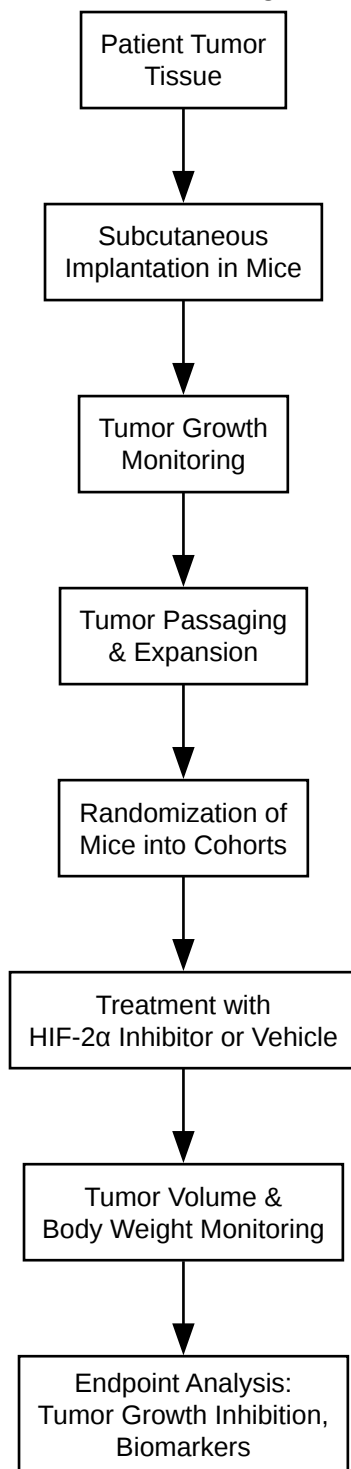 Patient Tumor
Tissue
Subcutaneous
Implantation in Mice
Tumor Growth
Monitoring
Tumor Passaging
& Expansion
Randomization of
Mice into Cohorts
Treatment with
HIF-2α Inhibitor or Vehicle
Tumor Volume &
Body Weight Monitoring
Endpoint Analysis:
Tumor Growth Inhibition,
Biomarkers